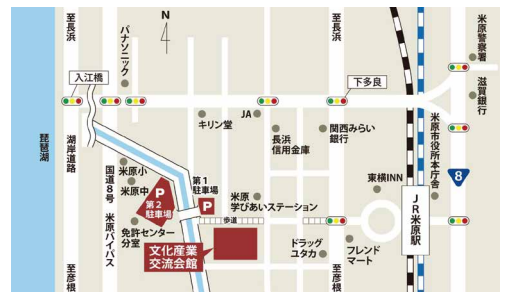 至長浜
パナソニック
N
至長浜
米原警察署
入江橋
下多良
滋賀銀行
キリン堂
JA
長浜
信用金庫
関西みらい
銀行
米原市役所本庁舎
琵琶湖
湖岸道路
国道8号 米原バイパス
米原小
米原中
P
第2
駐車場
第1
駐車場
P
米原
学びあいステーション
東横INN
8
JR米原駅
歩道
免許センター
分室
文化産業
交流会館
ドラッグ
ユタカ
フレンド
マート
至彦根
至彦根